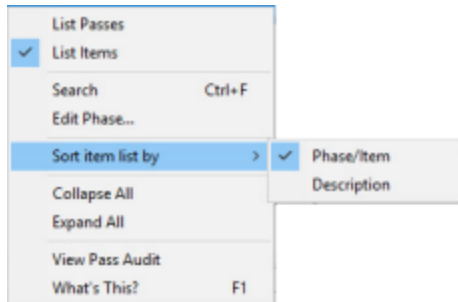 List Passes
List Items
Search Ctrl+F
Edit Phase...
Sort item list by
Phase/Item
Description
Collapse All
Expand All
View Pass Audit
What's This? F1